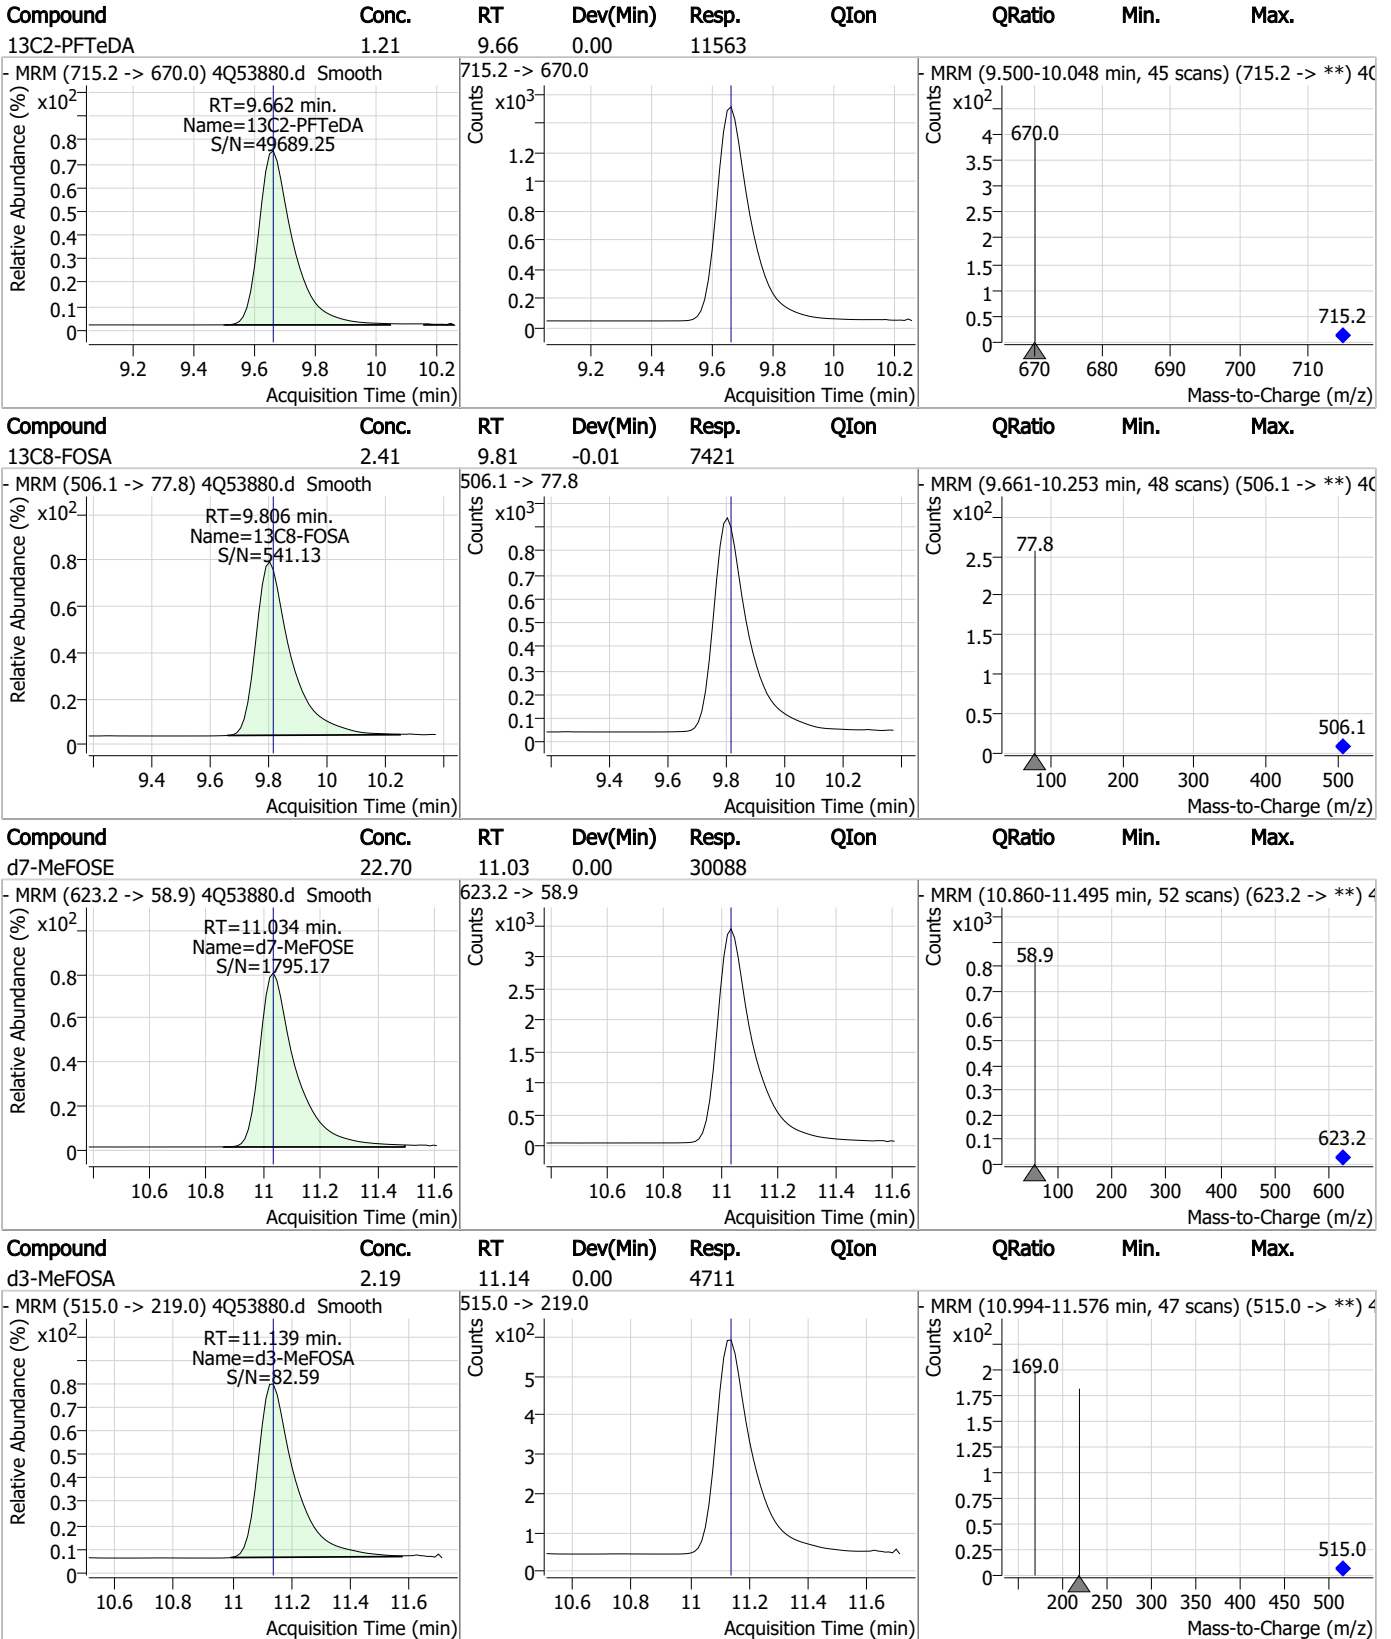 Compound Conc. RT Dev(Min) Resp. QIon QRatio Min. Max.
13C2-PFTeDA 1.21 9.66 0.00 11563
- MRM (715.2 -> 670.0) 4Q53880.d Smooth
x10²
RT=9.662 min.
Name=13C2-PFTeDA
S/N=49689.25
Relative Abundance (%)
0.8
0.7
0.6
0.5
0.4
0.3
0.2
0.1
0
9.2 9.4 9.6 9.8 10 10.2
Acquisition Time (min)
715.2 -> 670.0
Counts
x10³
1.2
1
0.8
0.6
0.4
0.2
0
9.2 9.4 9.6 9.8 10 10.2
Acquisition Time (min)
- MRM (9.500-10.048 min, 45 scans) (715.2 -> **)
Counts
x10²
4
3.5
3
2.5
2
1.5
1
0.5
0
670.0
715.2
670 680 690 700 710
Mass-to-Charge (m/z)
Compound Conc. RT Dev(Min) Resp. QIon QRatio Min. Max.
13C8-FOSA 2.41 9.81 -0.01 7421
- MRM (506.1 -> 77.8) 4Q53880.d Smooth
x10²
RT=9.806 min.
Name=13C8-FOSA
S/N=541.13
Relative Abundance (%)
0.8
0.6
0.4
0.2
0
9.4 9.6 9.8 10 10.2
Acquisition Time (min)
506.1 -> 77.8
Counts
x10³
0.8
0.7
0.6
0.5
0.4
0.3
0.2
0.1
0
9.4 9.6 9.8 10 10.2
Acquisition Time (min)
- MRM (9.661-10.253 min, 48 scans) (506.1 -> **)
Counts
x10²
2.5
2
1.5
1
0.5
0
77.8
506.1
100 200 300 400 500
Mass-to-Charge (m/z)
Compound Conc. RT Dev(Min) Resp. QIon QRatio Min. Max.
d7-MeFOSE 22.70 11.03 0.00 30088
- MRM (623.2 -> 58.9) 4Q53880.d Smooth
x10²
RT=11.034 min.
Name=d7-MeFOSE
S/N=1795.17
Relative Abundance (%)
0.8
0.6
0.4
0.2
0
10.6 10.8 11 11.2 11.4 11.6
Acquisition Time (min)
623.2 -> 58.9
Counts
x10³
3
2.5
2
1.5
1
0.5
0
10.6 10.8 11 11.2 11.4 11.6
Acquisition Time (min)
- MRM (10.860-11.495 min, 52 scans) (623.2 -> **) 4
Counts
x10³
0.8
0.7
0.6
0.5
0.4
0.3
0.2
0.1
0
58.9
623.2
100 200 300 400 500 600
Mass-to-Charge (m/z)
Compound Conc. RT Dev(Min) Resp. QIon QRatio Min. Max.
d3-MeFOSA 2.19 11.14 0.00 4711
- MRM (515.0 -> 219.0) 4Q53880.d Smooth
x10²
RT=11.139 min.
Name=d3-MeFOSA
S/N=82.59
Relative Abundance (%)
0.8
0.7
0.6
0.5
0.4
0.3
0.2
0.1
0
10.6 10.8 11 11.2 11.4 11.6
Acquisition Time (min)
515.0 -> 219.0
Counts
x10²
5
4
3
2
1
0
10.6 10.8 11 11.2 11.4 11.6
Acquisition Time (min)
- MRM (10.994-11.576 min, 47 scans) (515.0 -> **) 4
Counts
x10²
2
1.75
1.5
1.25
1
0.75
0.5
0.25
0
169.0
515.0
200 250 300 350 400 450 500
Mass-to-Charge (m/z)